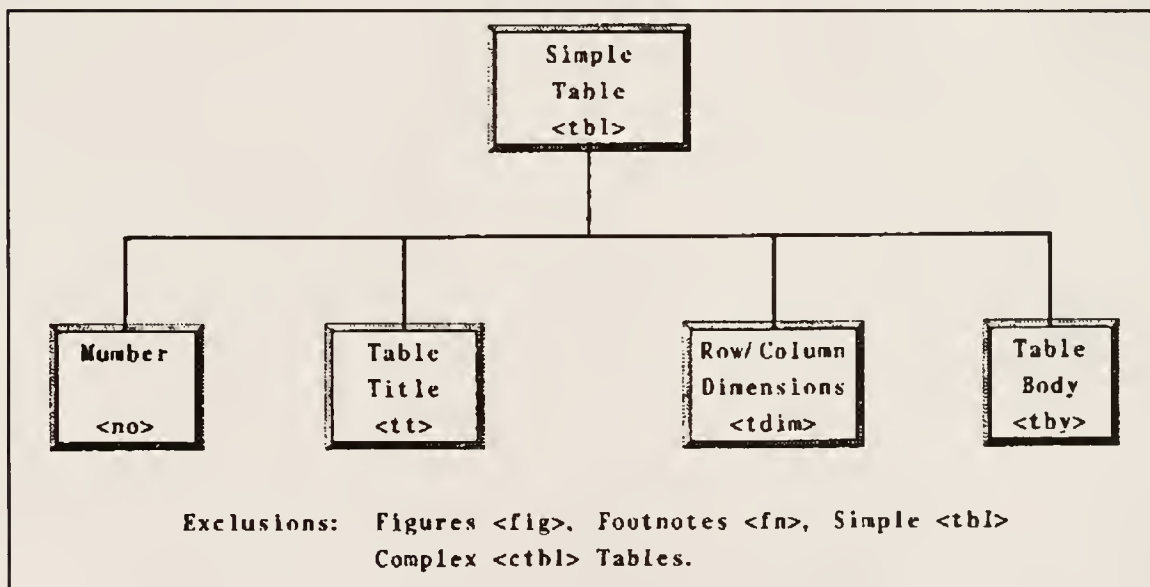 Simple
Table
<tbl>
Number
<no>
Table
Title
<tt>
Row/Column
Dimensions
<tdim>
Table
Body
<tby>
Exclusions: Figures <fig>, Footnotes <fn>, Simple <tbl>
Complex <ctbl> Tables.